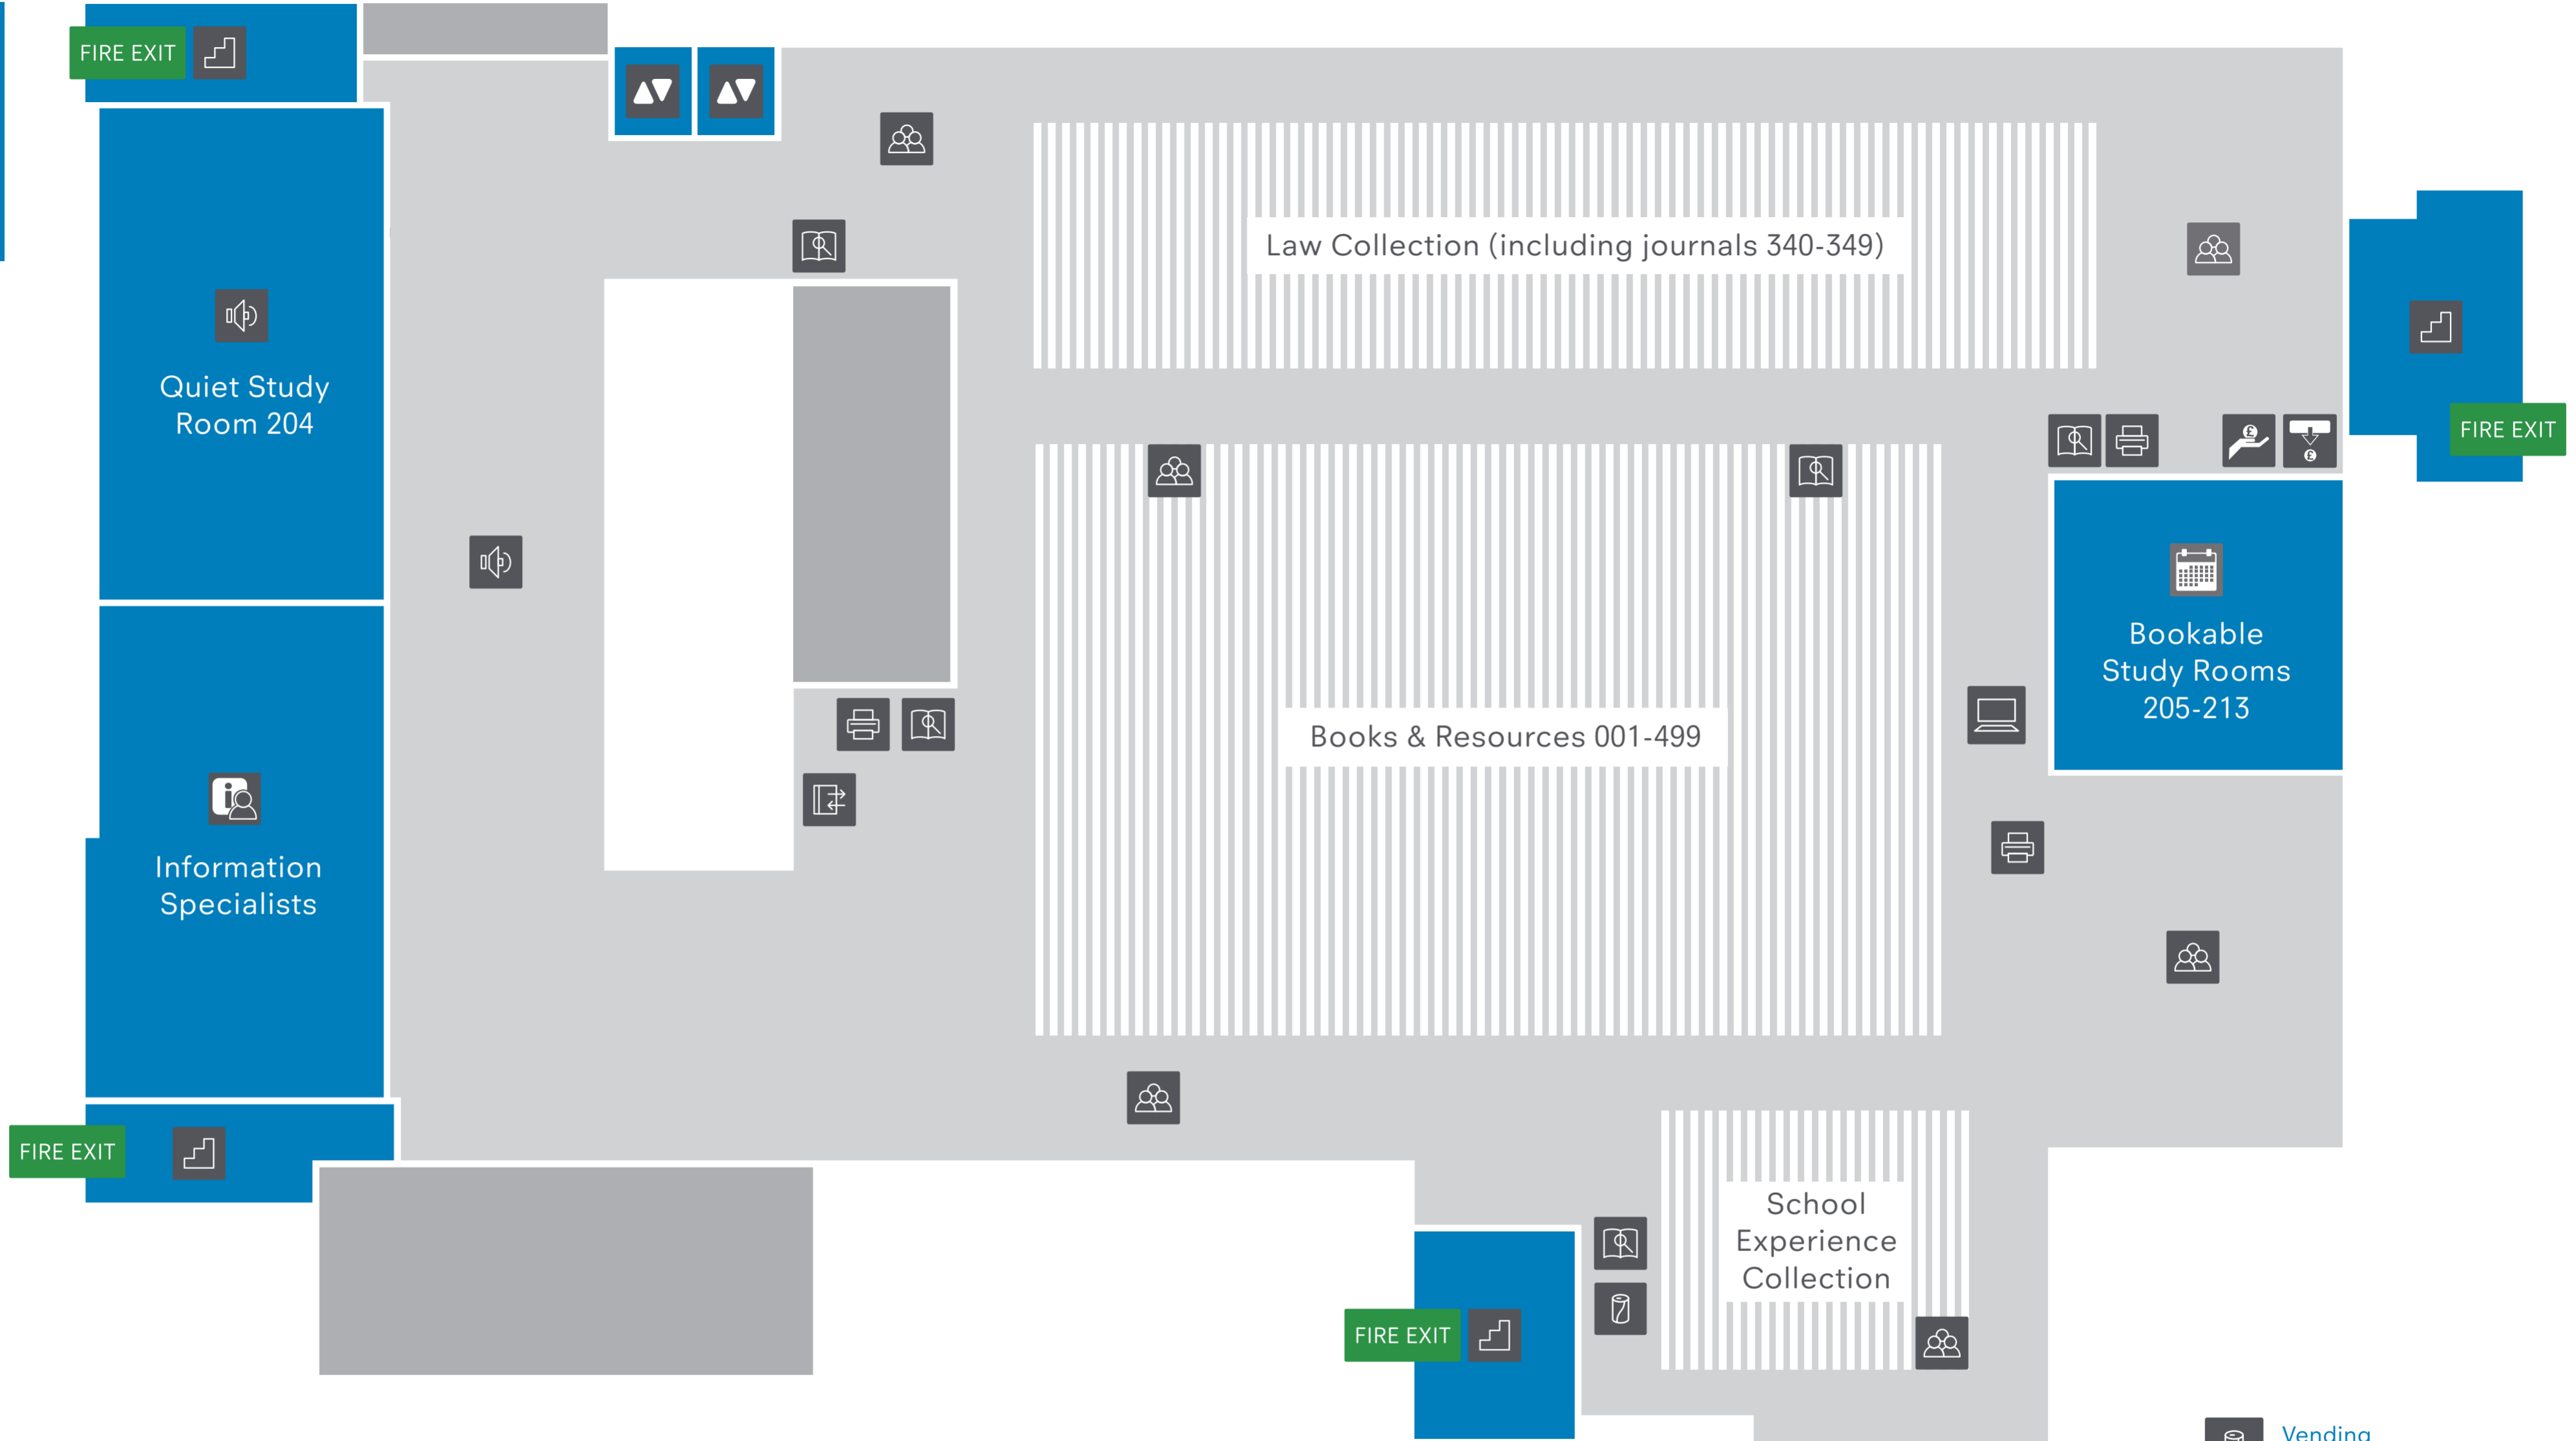 FIRE EXIT
Law Collection (including journals 340-349)
Quiet Study
Room 204
FIRE EXIT
Bookable
Study Rooms
205-213
Books & Resources 001-499
Information
Specialists
FIRE EXIT
School
Experience
Collection
FIRE EXIT
Vending